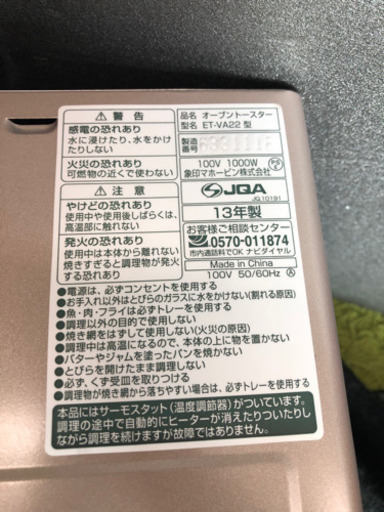 警告
感電の恐れあり
水に浸けたり、水をかけ
たりしない
火災の恐れあり
可燃物の近くで使わない
注意
やけどの恐れあり
使用中や使用後しばらくは、
高温部に触れない
発火の恐れあり
使用中は本体から離れない
焼きすぎると調理物が発火
する恐れあり
品名 オーブントースター
型名 ET-VA22 型
製造
番号
100V 1000W
象印マホービン株式会社
JQA
JQ10191
13年製
お客様ご相談センター
0570-011874
市内通話料でOK ナビダイヤル
Made in China
100V 50/60Hz
●電源は、必ずコンセントを使用する
●お手入れ以外はとびらのガラスに水をかけない(割れる原因)
●魚・肉・フライは必ずトレーを使用する
●調理以外の目的で使用しない
●焼き網をはずして使用しない(火災の原因)
●調理中は高温になるので、本体の上に物を置かない
●バターやジャムを塗ったパンを焼かない
●とびらを開けたまま調理しない
●必ず、くず受皿を取りつける
●調理物が焼き網から落ちやすい場合は、必ずトレーを使用する
本品にはサーモスタット(温度調節器)がついています。
調理の途中で自動的にヒーターが消えたりついたりし
ながら調理を続けますが故障ではありません。